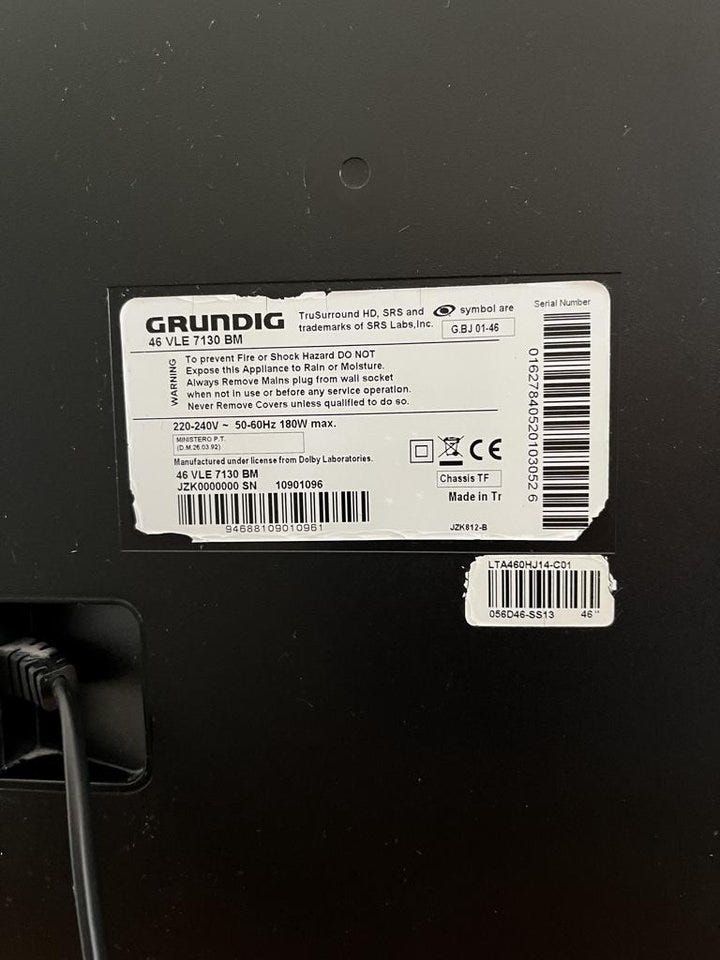 GRUNDIG
46 VLE 7130 BM
TruSurround HD, SRS and symbol are
trademarks of SRS Labs,Inc.
G.BJ 01-46
Serial Number
01627840520103052 6
WARNING
To prevent Fire or Shock Hazard DO NOT
Expose this Appliance to Rain or Moisture.
Always Remove Mains plug from wall socket
when not in use or before any service operation.
Never Remove Covers unless qualified to do so.
220-240V ~ 50-60Hz 180W max.
MINISTERO P.T.
(D.M.26.03.92)
Manufactured under license from Dolby Laboratories.
46 VLE 7130 BM
JZK0000000 SN 10901096
94688109010961
CE
Chassis TF
Made in Tr
JZK612-B
LTA460HJ14-C01
056D46-SS13 46"